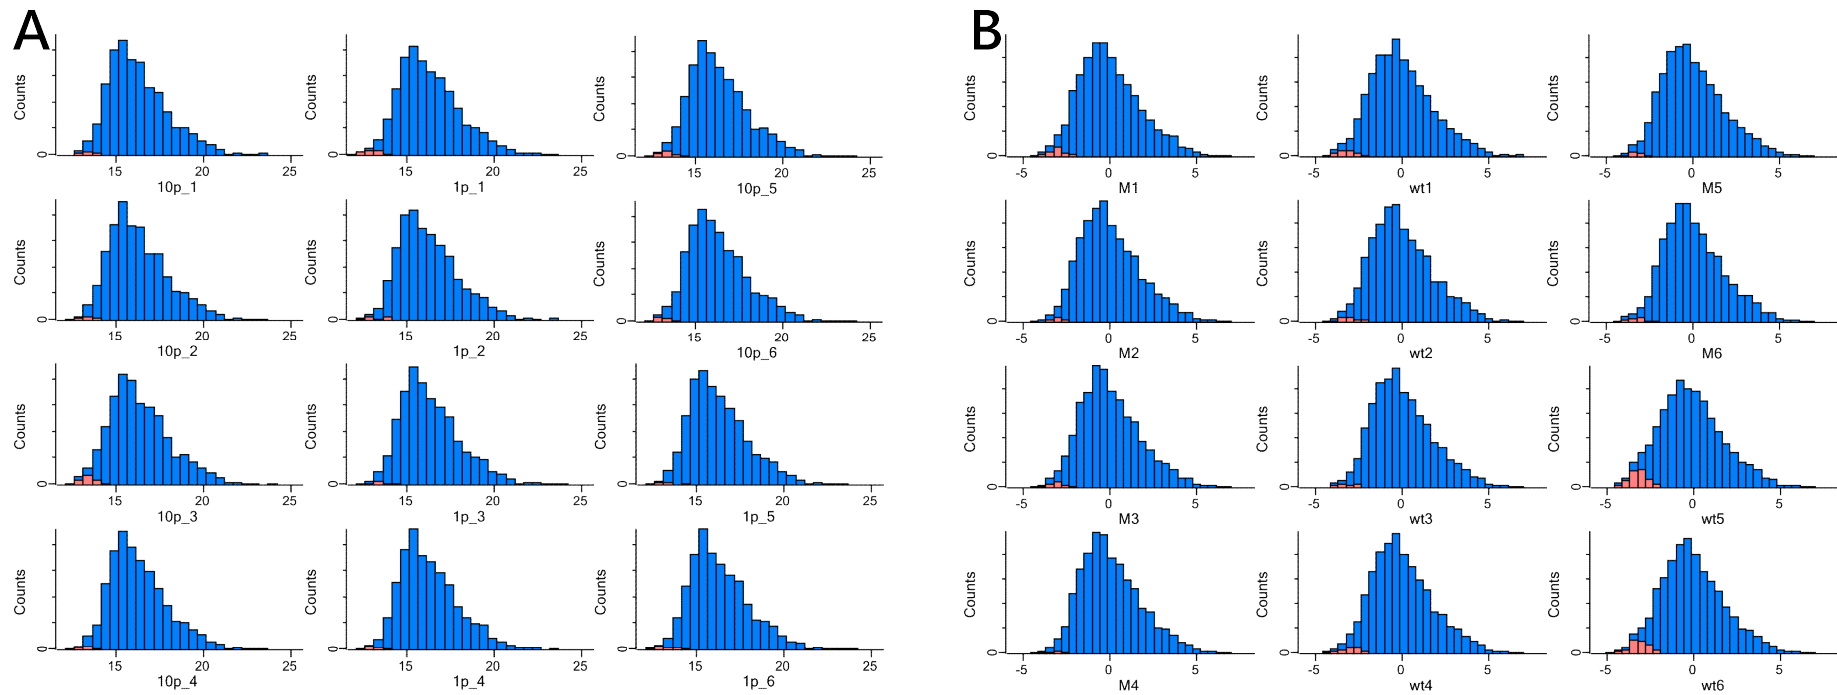 A
Counts
0
15 20 25
10p_1
Counts
0
15 20 25
1p_1
Counts
0
15 20 25
10p_5
Counts
0
15 20 25
10p_2
Counts
0
15 20 25
1p_2
Counts
0
15 20 25
10p_6
Counts
0
15 20 25
10p_3
Counts
0
15 20 25
1p_3
Counts
0
15 20 25
1p_5
Counts
0
15 20 25
10p_4
Counts
0
15 20 25
1p_4
Counts
0
15 20 25
1p_6
B
Counts
0
-5 0 5
M1
Counts
0
-5 0 5
wt1
Counts
0
-5 0 5
M5
Counts
0
-5 0 5
M2
Counts
0
-5 0 5
wt2
Counts
0
-5 0 5
M6
Counts
0
-5 0 5
M3
Counts
0
-5 0 5
wt3
Counts
0
-5 0 5
wt5
Counts
0
-5 0 5
M4
Counts
0
-5 0 5
wt4
Counts
0
-5 0 5
wt6